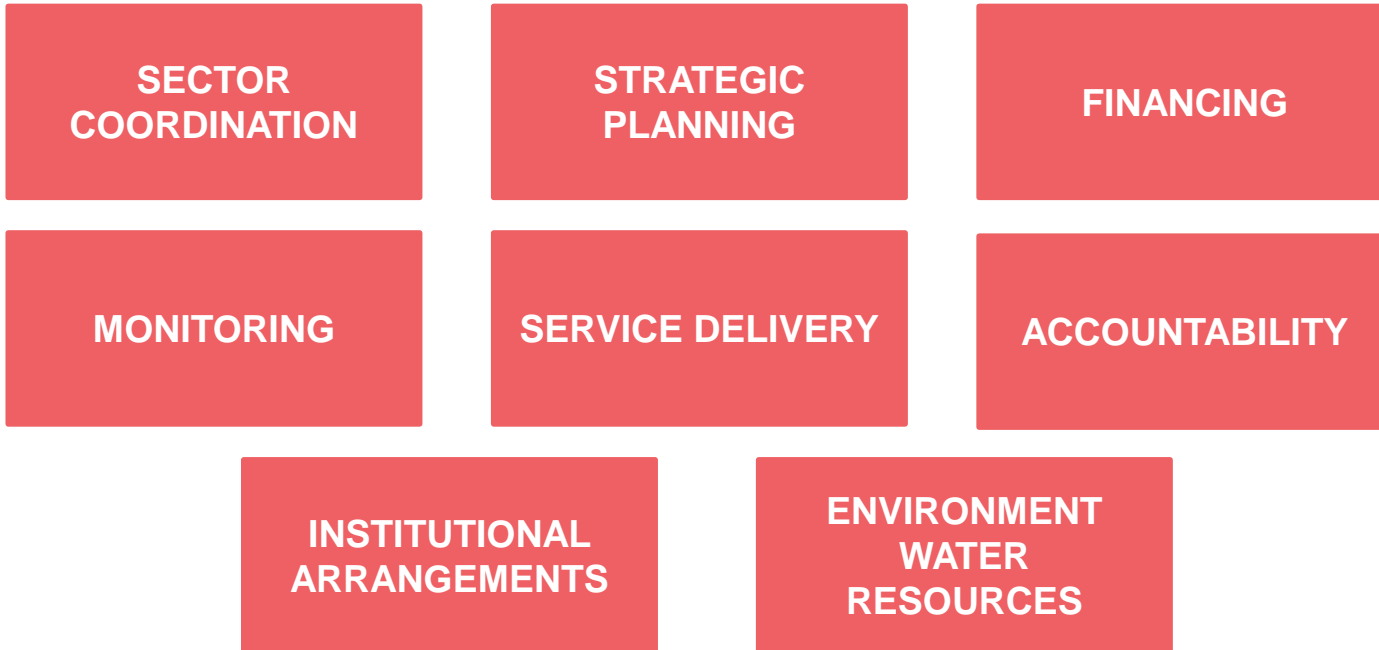 SECTOR
COORDINATION
STRATEGIC
PLANNING
FINANCING
MONITORING
SERVICE DELIVERY
ACCOUNTABILITY
INSTITUTIONAL
ARRANGEMENTS
ENVIRONMENT
WATER
RESOURCES